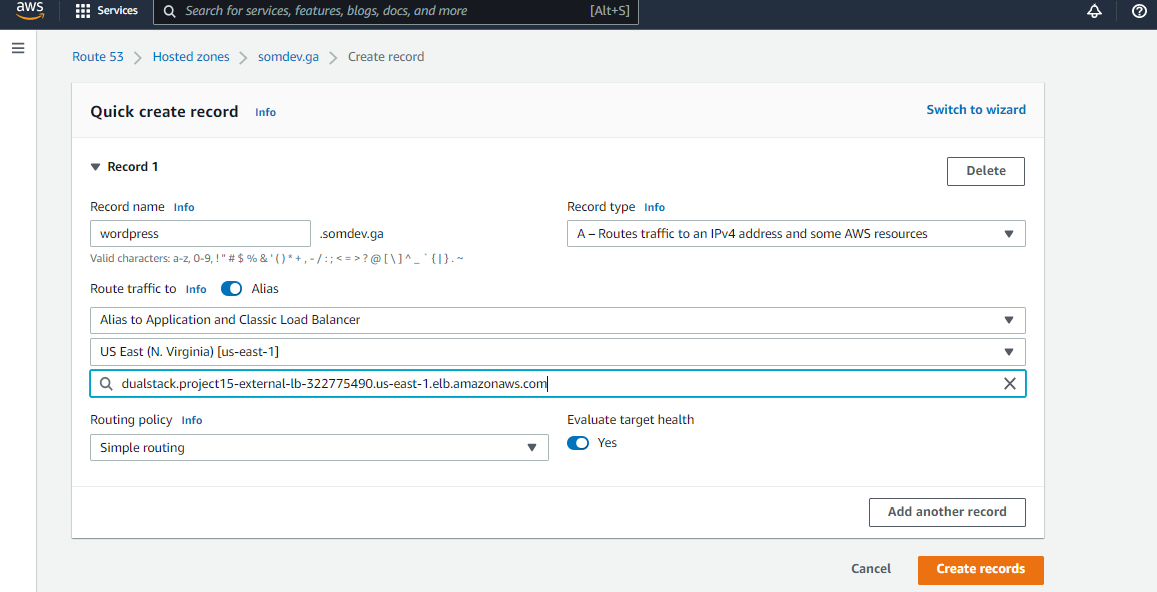 aws
Services
Search for services, features, blogs, docs, and more [Alt+S]
Route 53 > Hosted zones > somdev.ga > Create record
Quick create record Info
Switch to wizard
Record 1
Delete
Record name Info
wordpress .somdev.ga
Valid characters: a-z, 0-9, ! " # $ % & ' ( ) * + , - / : ; < = > ? @ [ \ ] ^ _ ` { | } . ~
Record type Info
A – Routes traffic to an IPv4 address and some AWS resources
Route traffic to Info Alias
Alias to Application and Classic Load Balancer
US East (N. Virginia) [us-east-1]
dualstack.project15-external-lb-322775490.us-east-1.elb.amazonaws.com
Routing policy Info
Simple routing
Evaluate target health
Yes
Add another record
Cancel
Create records